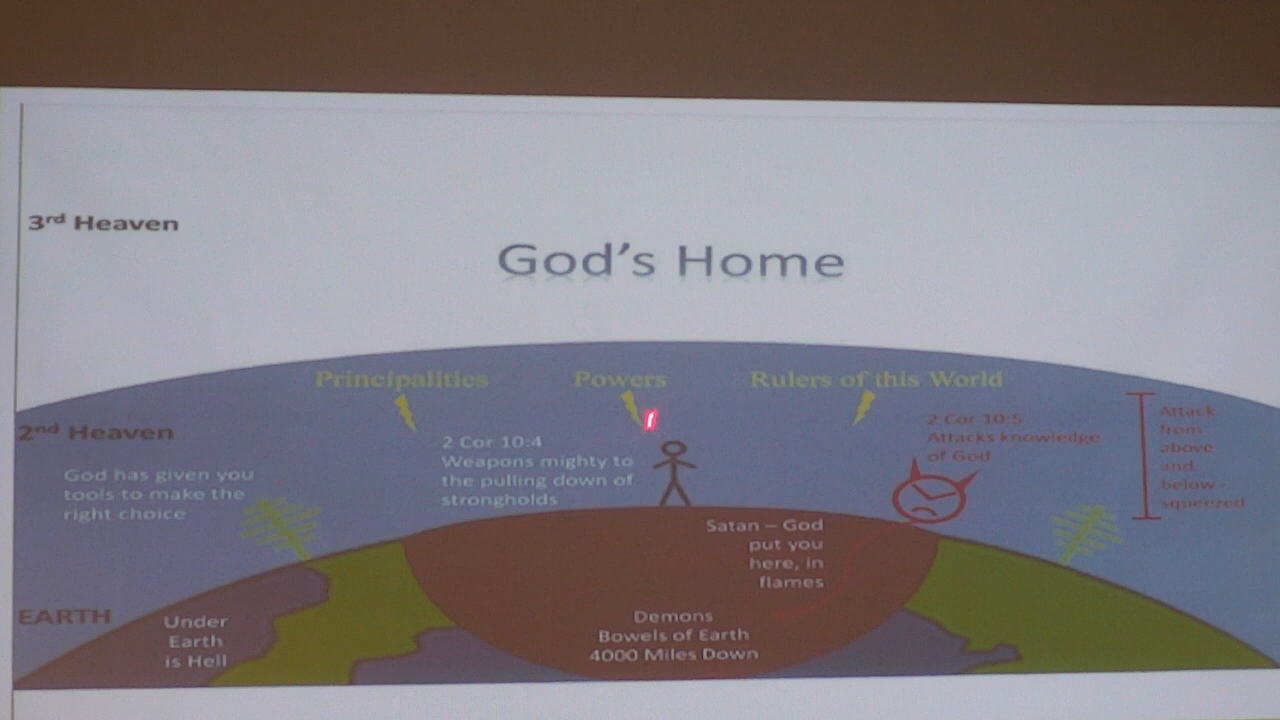 3rd Heaven
God's Home
Principalities
Powers
Rulers of this World
2nd Heaven
God has given you
tools to make the
right choice
2 Cor 10:4
Weapons mighty to
the pulling down of
strongholds
2 Cor 10:5
Attacks knowledge
of God
Attack
from
above
and
below -
squeezed
Satan – God
put you
here, in
flames
EARTH
Under
Earth
is Hell
Demons
Bowels of Earth
4000 Miles Down